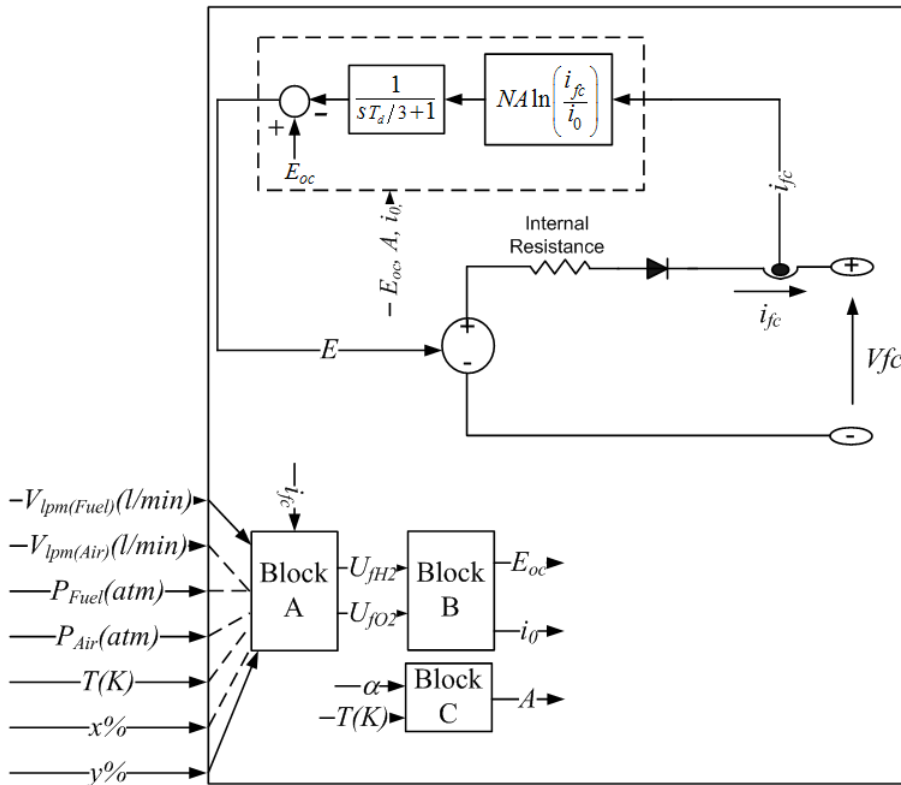 1
sT_d/3+1
NA ln(i_fc/i_0)
+
-
E_oc
i_fc
- E_oc, A, i_0,
Internal
Resistance
+
i_fc
E
+
-
Vfc
-
-V_lpm(Fuel)(l/min)
-V_lpm(Air)(l/min)
P_Fuel(atm)
P_Air(atm)
T(K)
x%
y%
i_fc
Block
A
U_fH2
U_fO2
Block
B
E_oc
i_0
α
-T(K)
Block
C
A